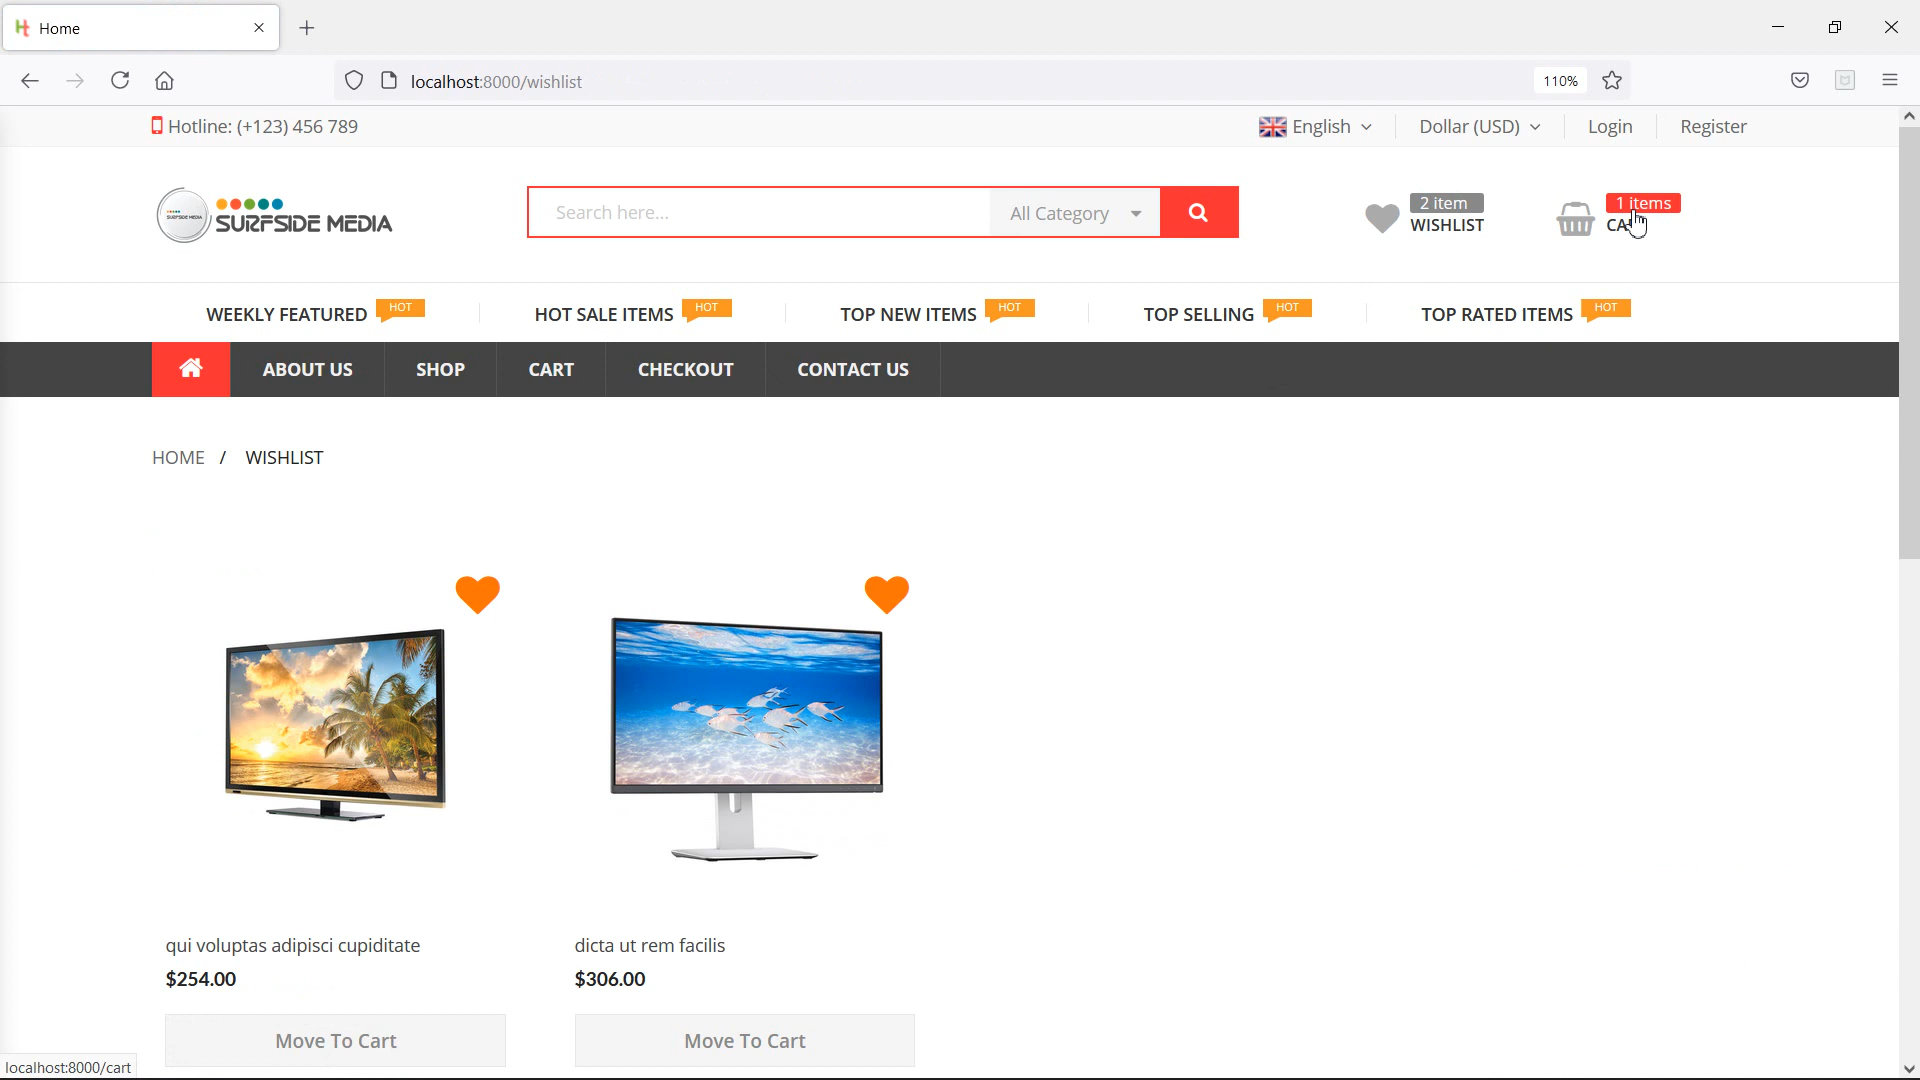 Home
localhost:8000/wishlist
110%
Hotline: (+123) 456 789
English
Dollar (USD)
Login
Register
SURFSIDE MEDIA
SURFSIDE MEDIA
Search here...
All Category
2 item
WISHLIST
1 items
WEEKLY FEATURED
HOT
HOT SALE ITEMS
HOT
TOP NEW ITEMS
HOT
TOP SELLING
HOT
TOP RATED ITEMS
HOT
ABOUT US
SHOP
CART
CHECKOUT
CONTACT US
HOME / WISHLIST
qui voluptas adipisci cupiditate
dicta ut rem facilis
$254.00
$306.00
Move To Cart
Move To Cart
localhost:8000/cart